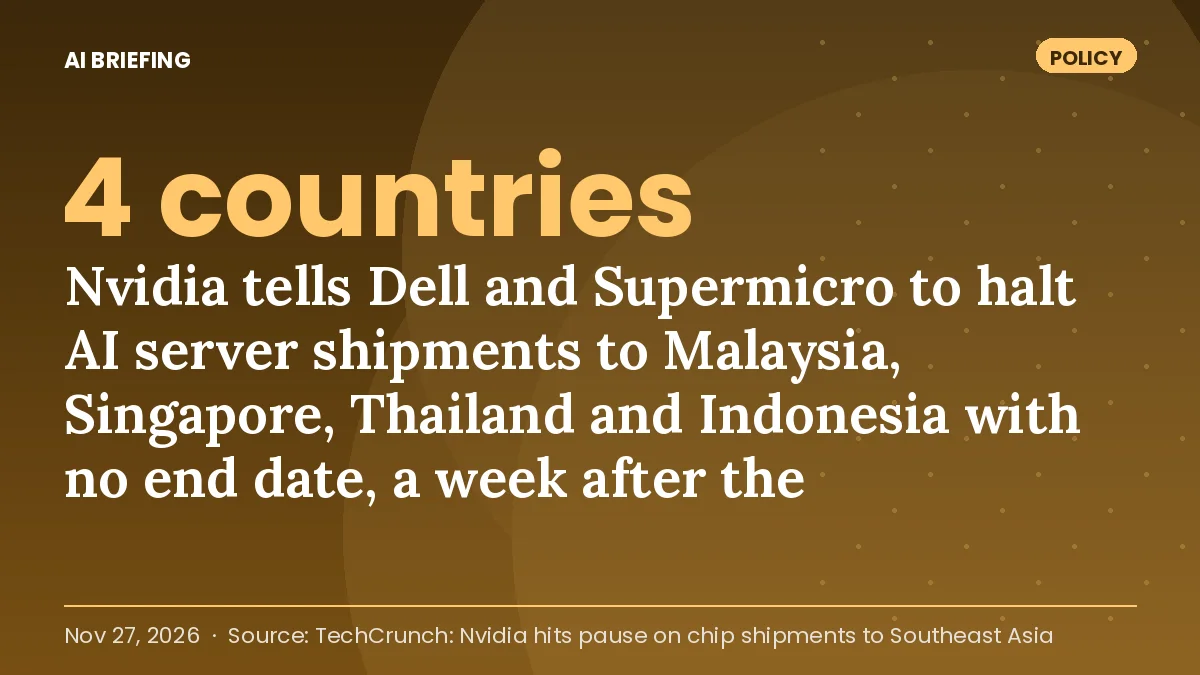 AI BRIEFING
POLICY
4 countries
Nvidia tells Dell and Supermicro to halt
AI server shipments to Malaysia,
Singapore, Thailand and Indonesia with
no end date, a week after the
Nov 27, 2026 · Source: TechCrunch: Nvidia hits pause on chip shipments to Southeast Asia